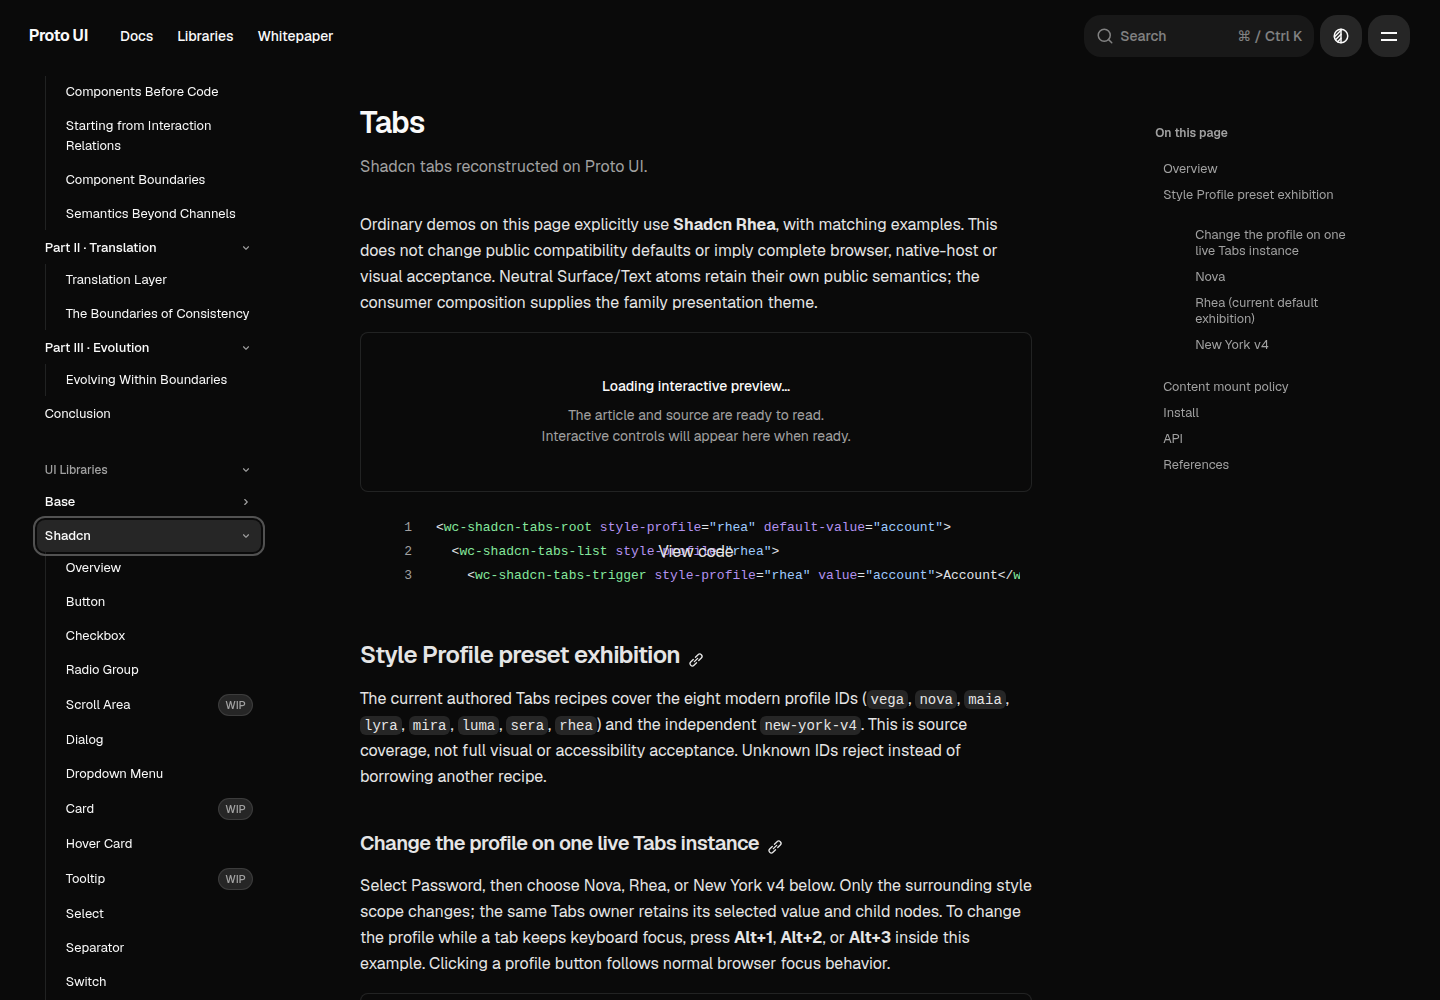 Proto UI
Docs
Libraries
Whitepaper
Search
⌘ / Ctrl K
Components Before Code
Starting from Interaction
Relations
Component Boundaries
Semantics Beyond Channels
Part II · Translation
Translation Layer
The Boundaries of Consistency
Part III · Evolution
Evolving Within Boundaries
Conclusion
UI Libraries
Base
Shadcn
Overview
Button
Checkbox
Radio Group
Scroll Area WIP
Dialog
Dropdown Menu
Card WIP
Hover Card
Tooltip WIP
Select
Separator
Switch
Tabs
Shadcn tabs reconstructed on Proto UI.
Ordinary demos on this page explicitly use Shadcn Rhea, with matching examples. This
does not change public compatibility defaults or imply complete browser, native-host or
visual acceptance. Neutral Surface/Text atoms retain their own public semantics; the
consumer composition supplies the family presentation theme.
Loading interactive preview...
The article and source are ready to read.
Interactive controls will appear here when ready.
1 <wc-shadcn-tabs-root style-profile="rhea" default-value="account">
2 <wc-shadcn-tabs-list style-profile="rhea">
View code
3 <wc-shadcn-tabs-trigger style-profile="rhea" value="account">Account</w
Style Profile preset exhibition
The current authored Tabs recipes cover the eight modern profile IDs (vega, nova, maia,
lyra, mira, luma, sera, rhea) and the independent new-york-v4. This is source
coverage, not full visual or accessibility acceptance. Unknown IDs reject instead of
borrowing another recipe.
Change the profile on one live Tabs instance
Select Password, then choose Nova, Rhea, or New York v4 below. Only the surrounding style
scope changes; the same Tabs owner retains its selected value and child nodes. To change
the profile while a tab keeps keyboard focus, press Alt+1, Alt+2, or Alt+3 inside this
example. Clicking a profile button follows normal browser focus behavior.
On this page
Overview
Style Profile preset exhibition
Change the profile on one
live Tabs instance
Nova
Rhea (current default
exhibition)
New York v4
Content mount policy
Install
API
References